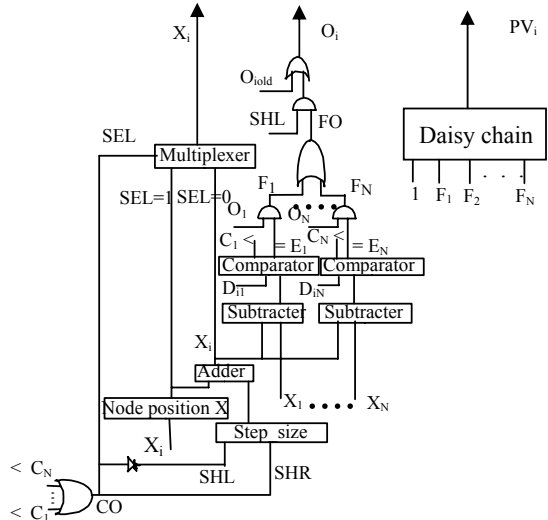 Xi Oi PVi
Oiold
SHL FO
SEL
Multiplexer
Daisy chain
SEL=1 SEL=0
F1 FN
1 F1 F2 . . . FN
O1 ON
C1 < = E1 CN < = EN
Comparator Comparator
Di1 DiN
Subtracter Subtracter
Xi
Adder
X1 XN
Node position X
Xi
Step size
SHL SHR
< CN
< C1
CO